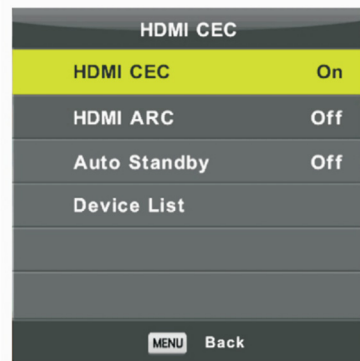 HDMI CEC
HDMI CEC On
HDMI ARC Off
Auto Standby Off
Device List
MENU Back